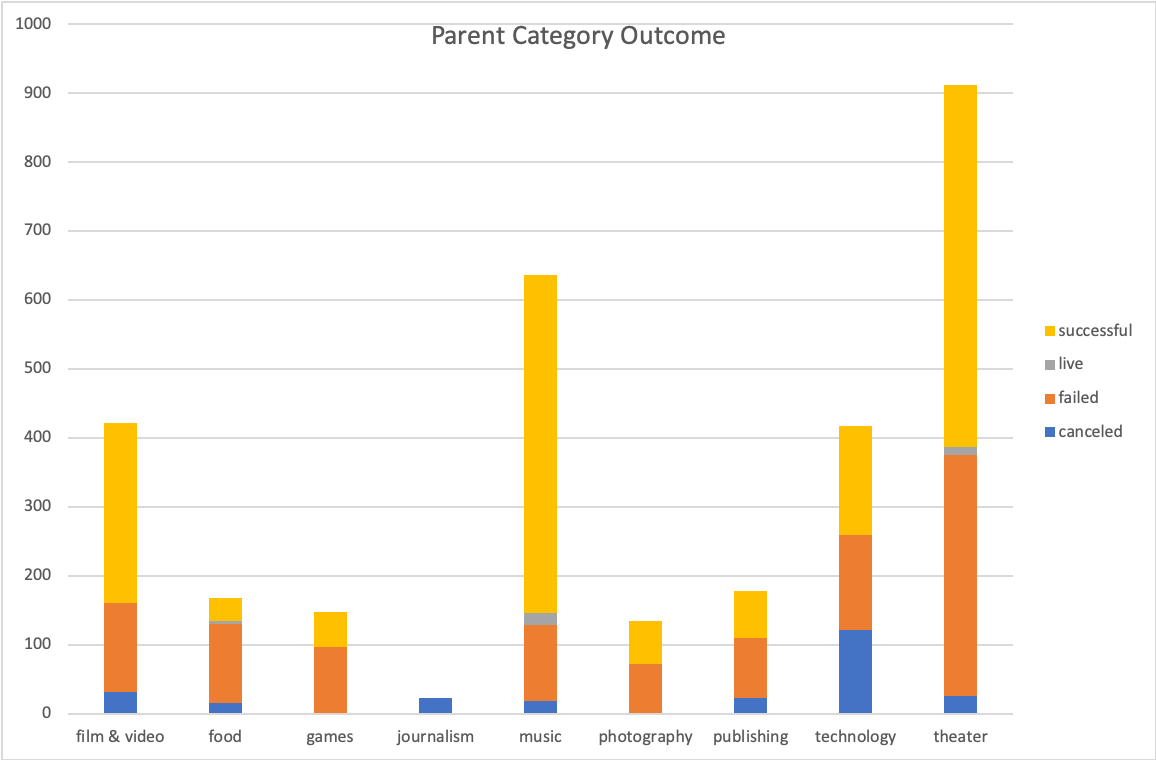 Parent Category Outcome
1000
900
800
700
600
500
400
300
200
100
0
film & video food games journalism music photography publishing technology theater
successful
live
failed
canceled